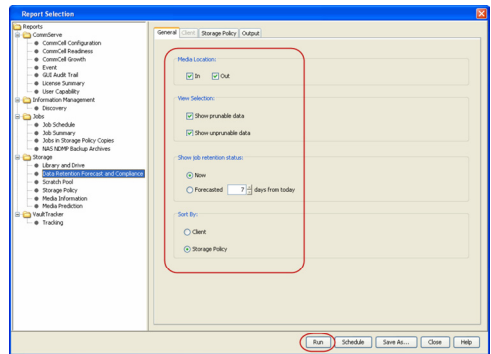 Report Selection
Reports
CommServe
CommCell Configuration
CommCell Readiness
CommCell Growth
Event
GUI Audit Trail
License Summary
User Capability
Information Management
Discovery
Jobs
Job Schedule
Job Summary
Jobs in Storage Policy Copies
NAS NDMP Backup Archives
Storage
Library and Drive
Data Retention Forecast and Compliance
Scratch Pool
Storage Policy
Media Information
Media Prediction
VaultTracker
Tracking
General Client Storage Policy Output
Media Location:
In Out
View Selection:
Show prunable data
Show unprunable data
Show job retention status:
Now
Forecasted 7 days from today
Sort By:
Client
Storage Policy
Run Schedule Save As... Close Help